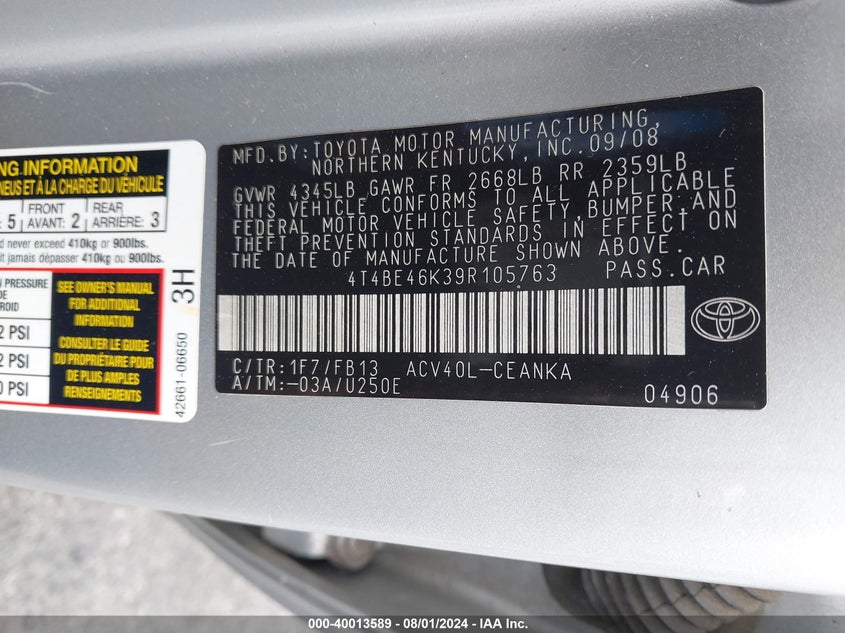 NG INFORMATION
NEUS ET À LA CHARGE DU VÉHICULE
5 FRONT AVANT: 2 REAR ARRIÈRE: 3
d never exceed 410kg or 900lbs.
it jamais dépasser 410kg ou 900lbs.
PRESSURE
DE
ROID
2 PSI
2 PSI
0 PSI
SEE OWNER'S MANUAL
FOR ADDITIONAL
INFORMATION
CONSULTER LE GUIDE
DU PROPRIÉTAIRE POUR
DE PLUS AMPLES
RENSEIGNEMENTS
3H
42661-06650
MFD.BY:TOYOTA MOTOR MANUFACTURING,
NORTHERN KENTUCKY,INC.09/08
GVWR 4345LB GAWR FR 2668LB RR 2359LB
THIS VEHICLE CONFORMS TO ALL APPLICABLE
FEDERAL MOTOR VEHICLE SAFETY,BUMPER,AND
THEFT PREVENTION STANDARDS IN EFFECT ON
THE DATE OF MANUFACTURE SHOWN ABOVE.
4T4BE46K39R105763 PASS.CAR
C/TR:1F7/FB13 ACV40L-CEANKA
A/TM:-03A/U250E
04906
000-40013589 - 08/01/2024 - IAA Inc.